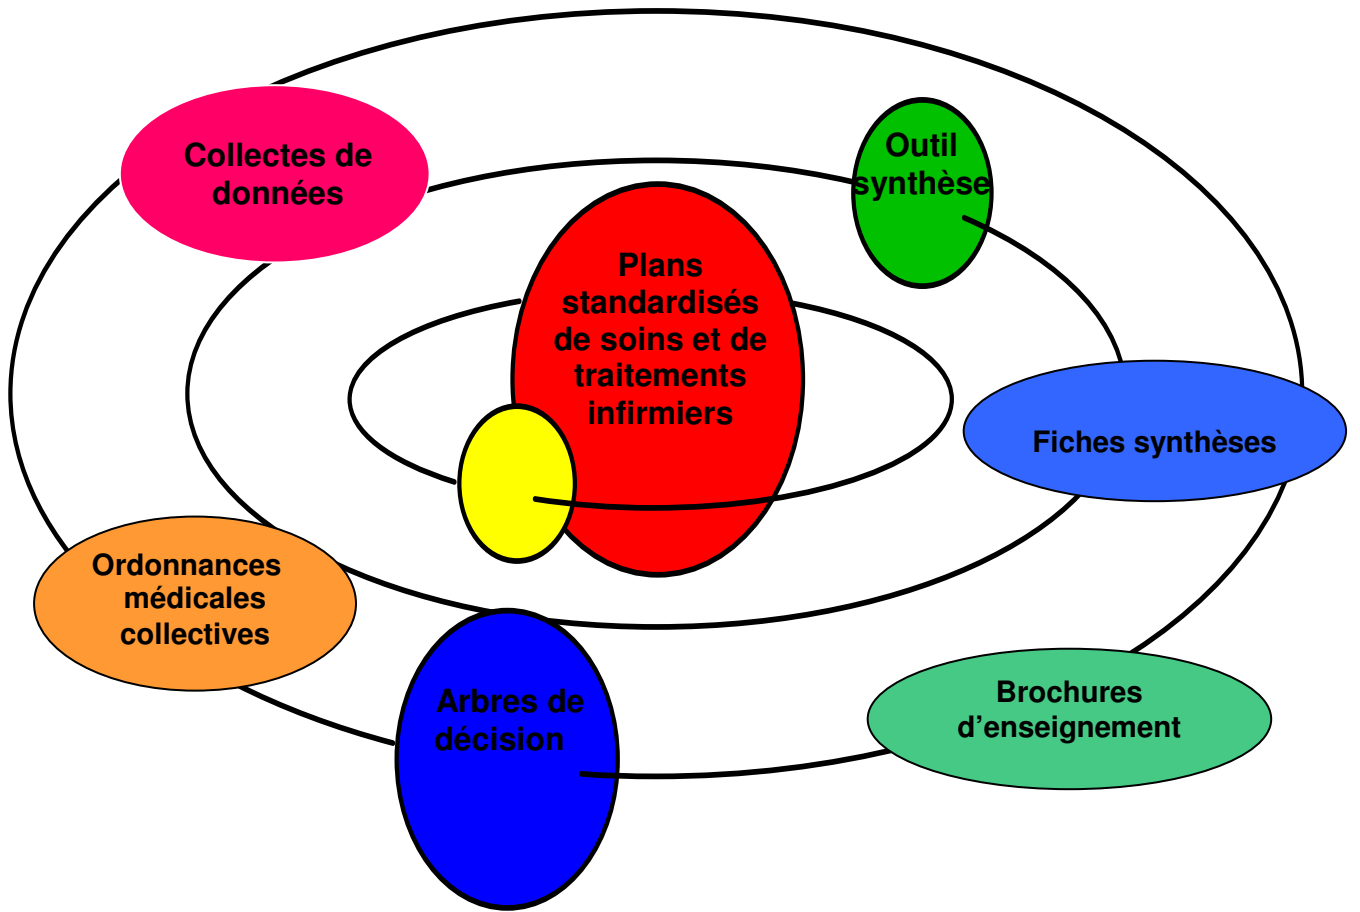 Collectes de
données
Outil
synthèse
Plans
standardisés
de soins et de
traitements
infirmiers
Fiches synthèses
Ordonnances
médicales
collectives
Arbres de
décision
Brochures
d’enseignement